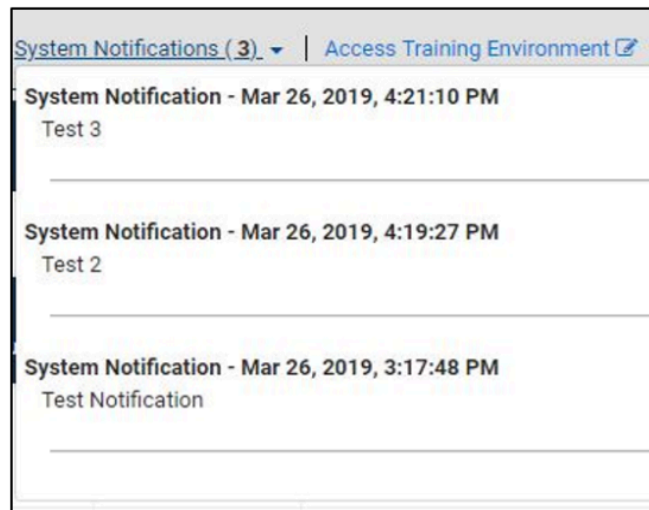 System Notifications ( 3) | Access Training Environment
System Notification - Mar 26, 2019, 4:21:10 PM
Test 3
System Notification - Mar 26, 2019, 4:19:27 PM
Test 2
System Notification - Mar 26, 2019, 3:17:48 PM
Test Notification